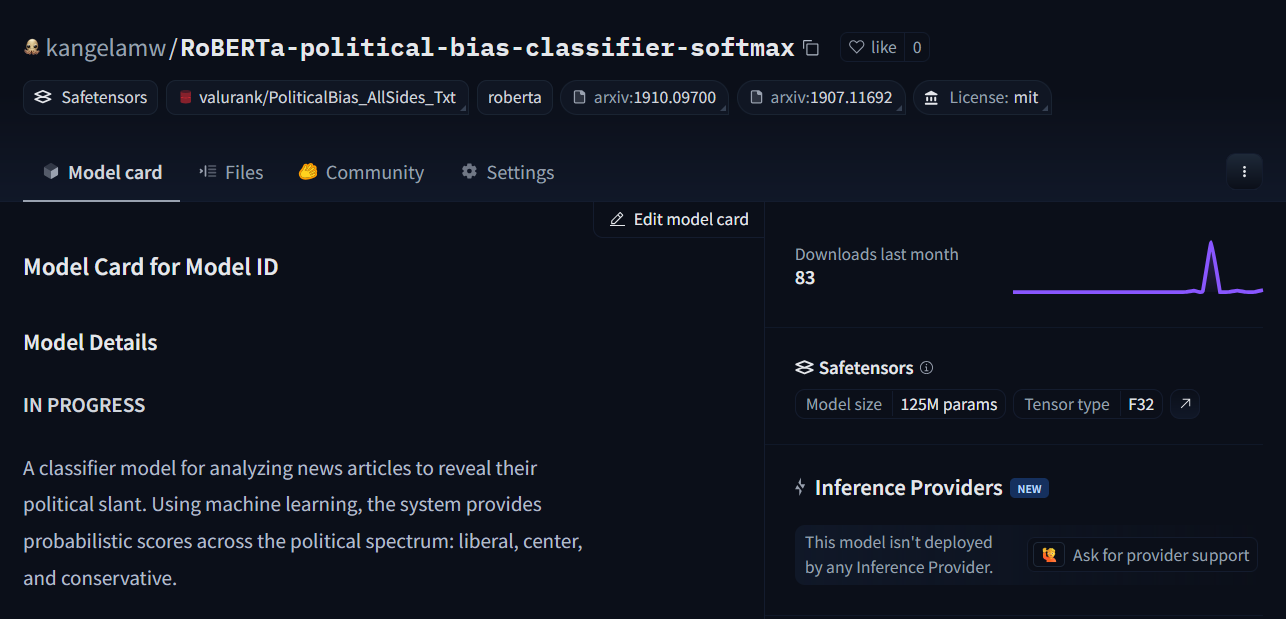 kangelamw/RoBERTa-political-bias-classifier-softmax like 0
Safetensors valurank/PoliticalBias_AllSides_Txt roberta arxiv:1910.09700 arxiv:1907.11692 License: mit
Model card Files Community Settings
Edit model card
Model Card for Model ID
Model Details
IN PROGRESS
A classifier model for analyzing news articles to reveal their
political slant. Using machine learning, the system provides
probabilistic scores across the political spectrum: liberal, center,
and conservative.
Downloads last month
83
Safetensors
Model size 125M params Tensor type F32
Inference Providers NEW
This model isn't deployed
by any Inference Provider.
Ask for provider support